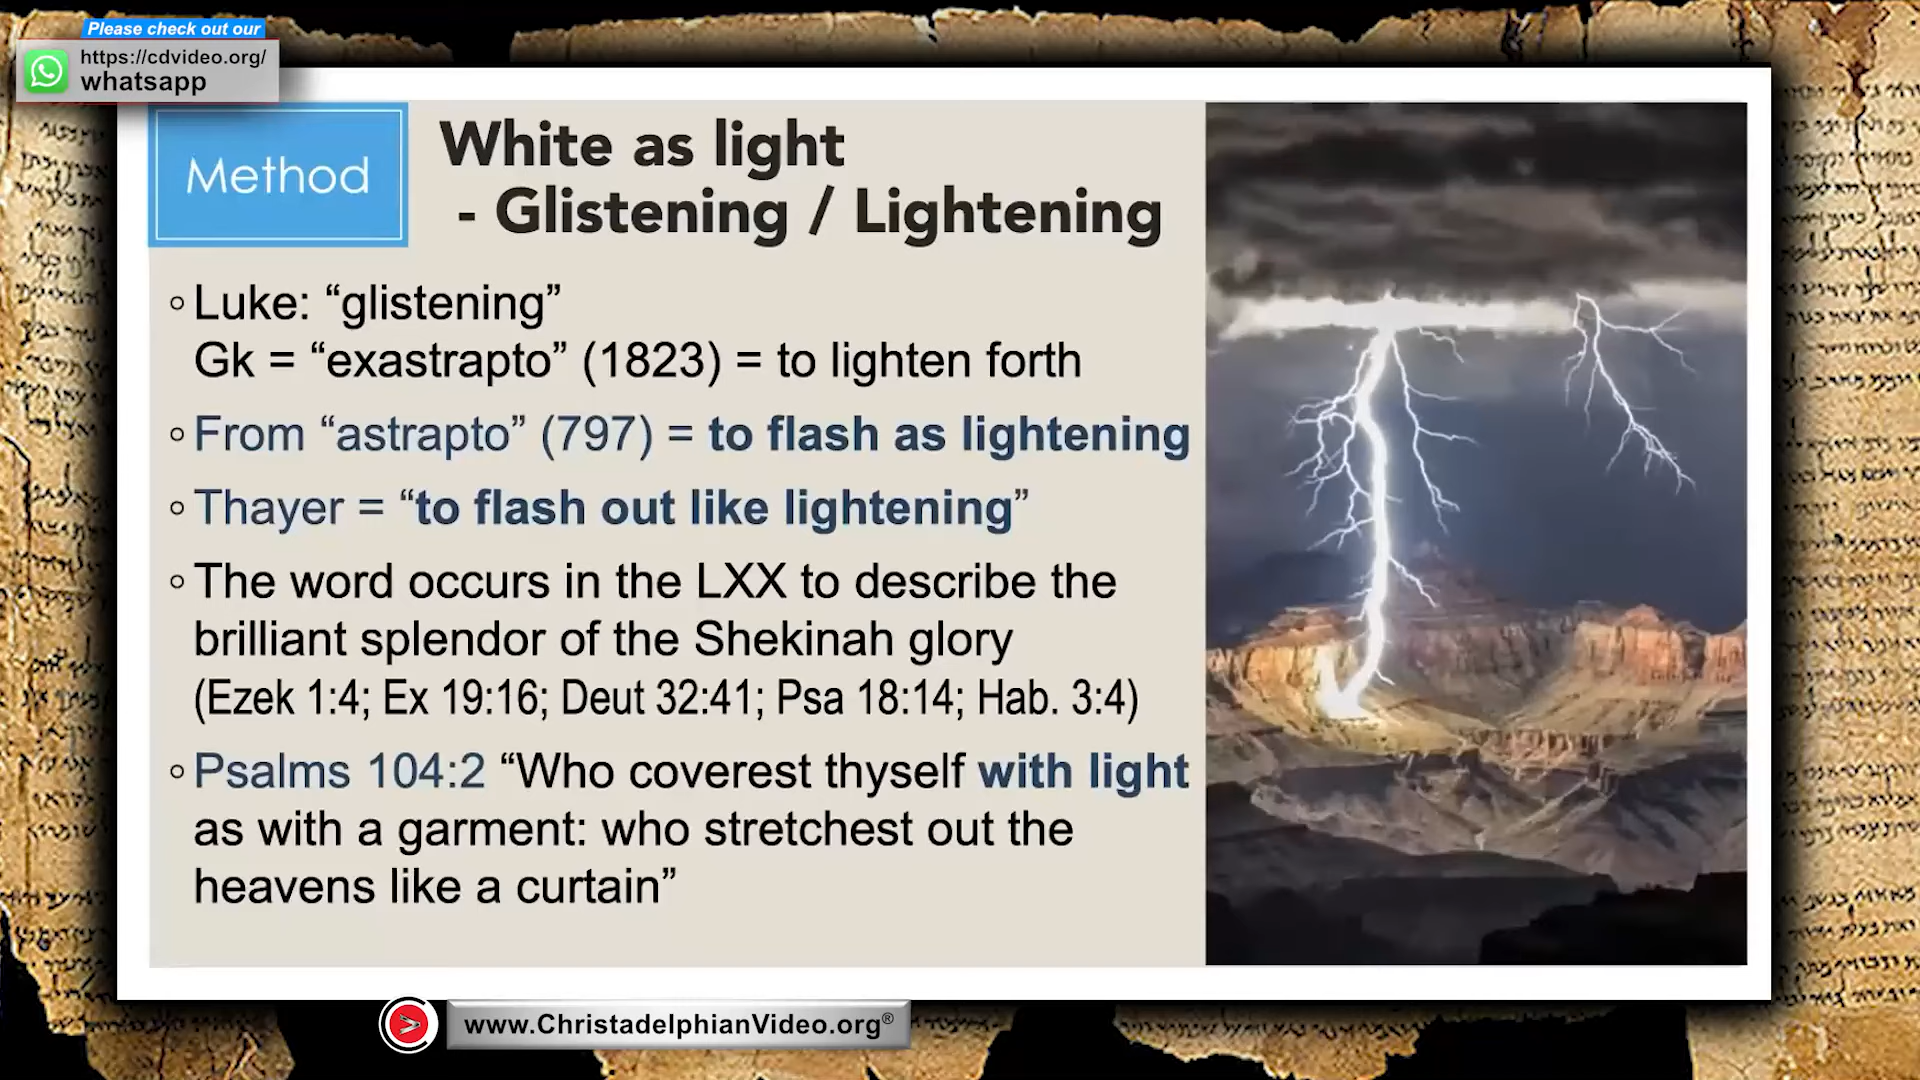 Please check out our
https://cdvideo.org/
whatsapp
Method
White as light
- Glistening / Lightening
◦ Luke: “glistening”
Gk = “exastrapto” (1823) = to lighten forth
◦ From “astrapto” (797) = to flash as lightening
◦ Thayer = “to flash out like lightening”
◦ The word occurs in the LXX to describe the
brilliant splendor of the Shekinah glory
(Ezek 1:4; Ex 19:16; Deut 32:41; Psa 18:14; Hab. 3:4)
◦ Psalms 104:2 “Who coverest thyself with light
as with a garment: who stretchest out the
heavens like a curtain”
www.ChristadelphianVideo.org®